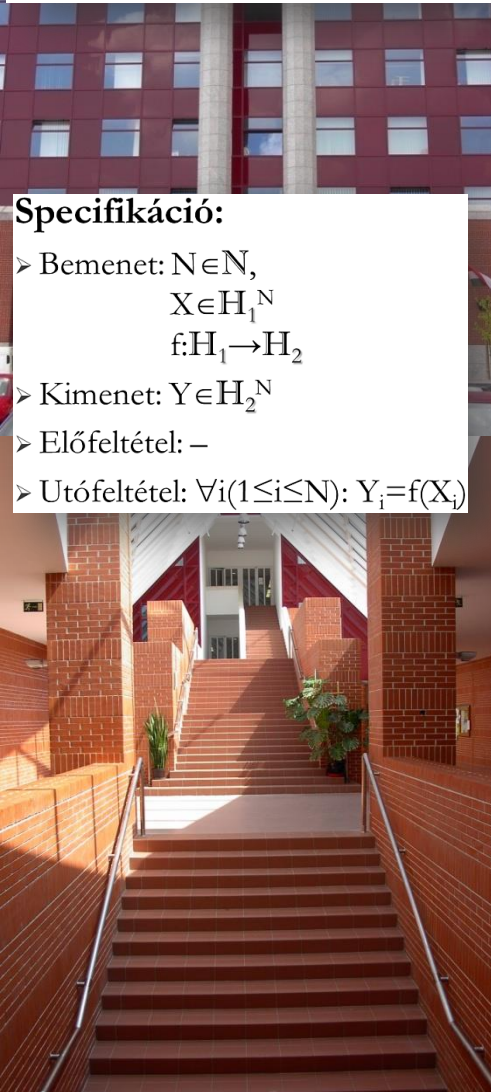 Specifikáció:
➢ Bemenet: N∈ℕ,
X∈ℍ₁ᴺ
f:ℍ₁→ℍ₂
➢ Kimenet: Y∈ℍ₂ᴺ
➢ Előfeltétel: –
➢ Utófeltétel: ∀i(1≤i≤N): Yᵢ=f(Xᵢ)